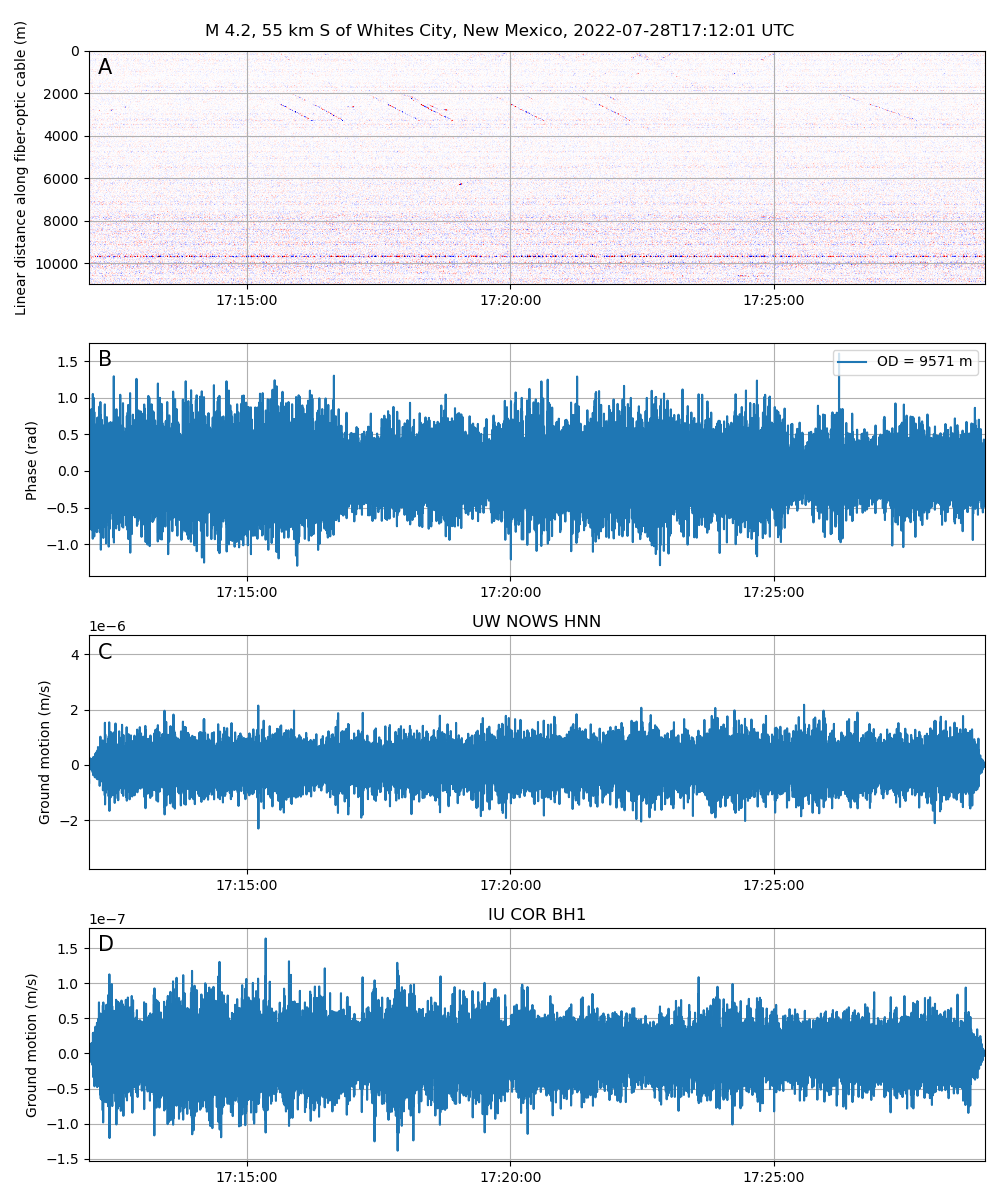 M 4.2, 55 km S of Whites City, New Mexico, 2022-07-28T17:12:01 UTC
Linear distance along fiber-optic cable (m)
A
0
2000
4000
6000
8000
10000
17:15:00 17:20:00 17:25:00
B
OD = 9571 m
Phase (rad)
1.5
1.0
0.5
0.0
−0.5
−1.0
17:15:00 17:20:00 17:25:00
UW NOWS HNN
1e−6
C
Ground motion (m/s)
4
2
0
−2
17:15:00 17:20:00 17:25:00
IU COR BH1
1e−7
D
Ground motion (m/s)
1.5
1.0
0.5
0.0
−0.5
−1.0
−1.5
17:15:00 17:20:00 17:25:00